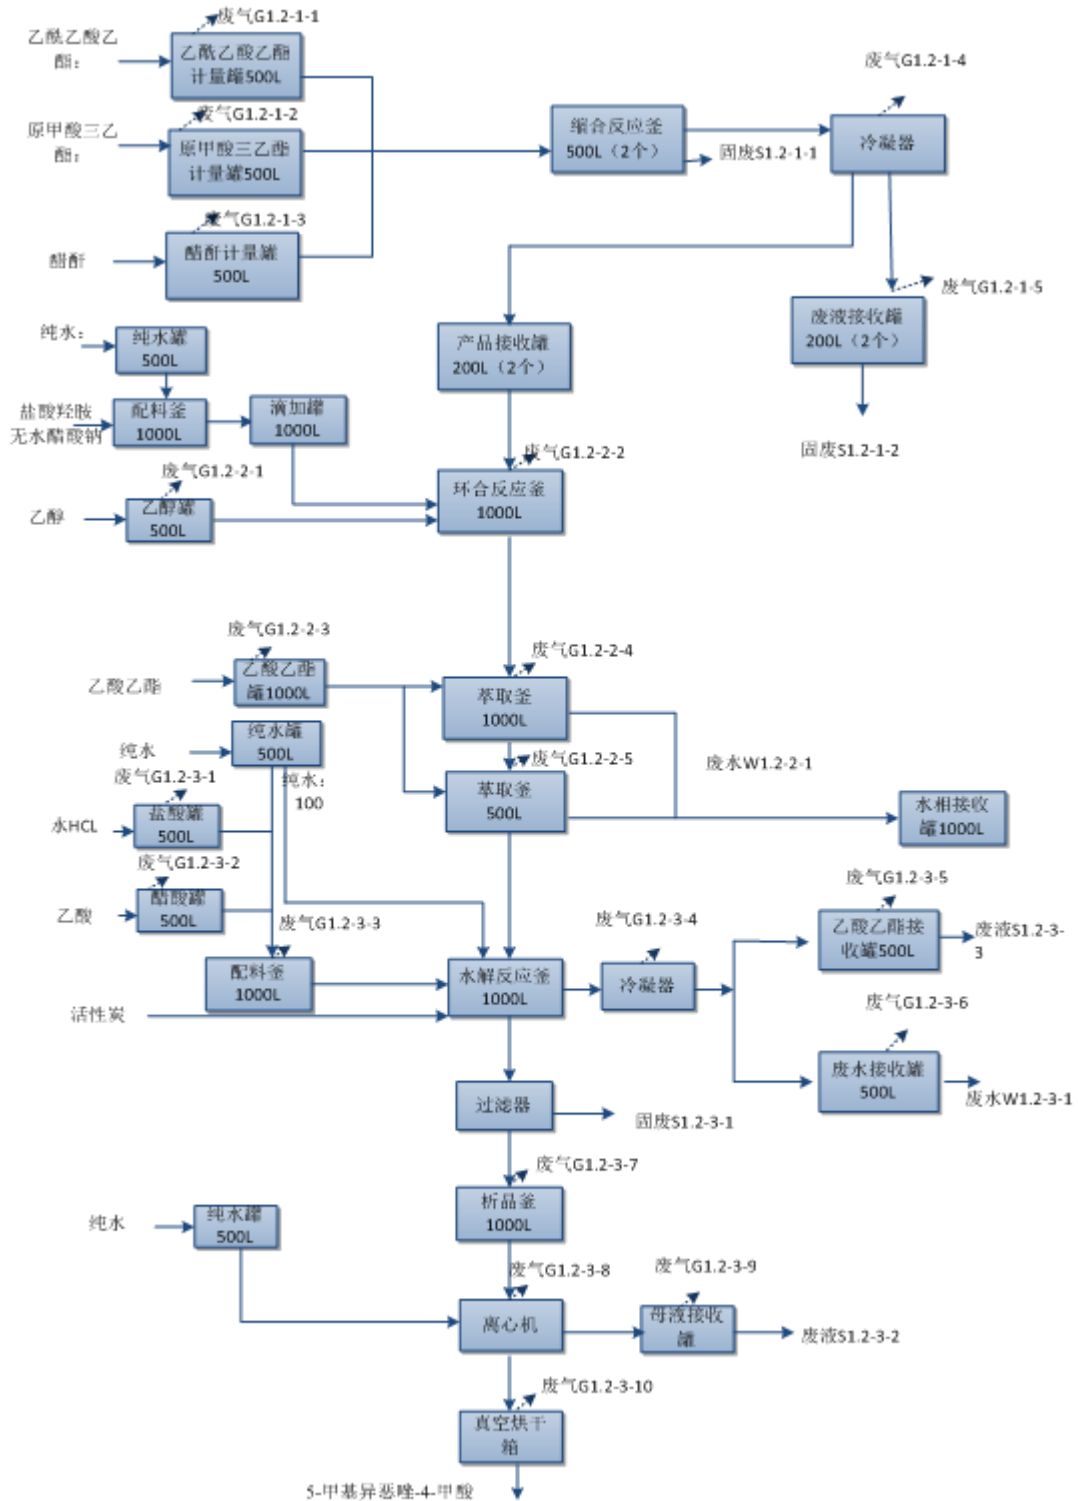 废气G1.2-1-1
乙酰乙酸乙
酯：
乙酰乙酸乙酯
计量罐500L
废气G1.2-1-4
废气G1.2-1-2
原甲酸三乙
酯：
原甲酸三乙酯
计量罐500L
缩合反应釜
500L（2个）
固废S1.2-1-1
冷凝器
废气G1.2-1-3
醋酐
醋酐计量罐
500L
废气G1.2-1-5
废液接收罐
200L（2个）
纯水：
纯水罐
500L
产品接收罐
200L（2个）
盐酸羟胺
无水醋酸钠
配料釜
1000L
滴加罐
1000L
固废S1.2-1-2
废气G1.2-2-2
废气G1.2-2-1
环合反应釜
1000L
乙醇
乙醇罐
500L
废气G1.2-2-3
废气G1.2-2-4
乙酸乙酯
乙酸乙酯
罐1000L
萃取釜
1000L
纯水
纯水罐
500L
废气G1.2-2-5
废水W1.2-2-1
废气G1.2-3-1
纯水：
100
萃取釜
500L
水相接收
罐1000L
水HCL
盐酸罐
500L
废气G1.2-3-2
乙酸
醋酸罐
500L
废气G1.2-3-3
废气G1.2-3-4
废气G1.2-3-5
乙酸乙酯接
收罐500L
废液S1.2-3-
3
配料釜
1000L
水解反应釜
1000L
冷凝器
活性炭
废气G1.2-3-6
废水接收罐
500L
废水W1.2-3-1
过滤器
固废S1.2-3-1
废气G1.2-3-7
析晶釜
1000L
纯水
纯水罐
500L
废气G1.2-3-8
废气G1.2-3-9
离心机
母液接收
罐
废液S1.2-3-2
废气G1.2-3-10
真空烘干
箱
5-甲基异恶唑-4-甲酸